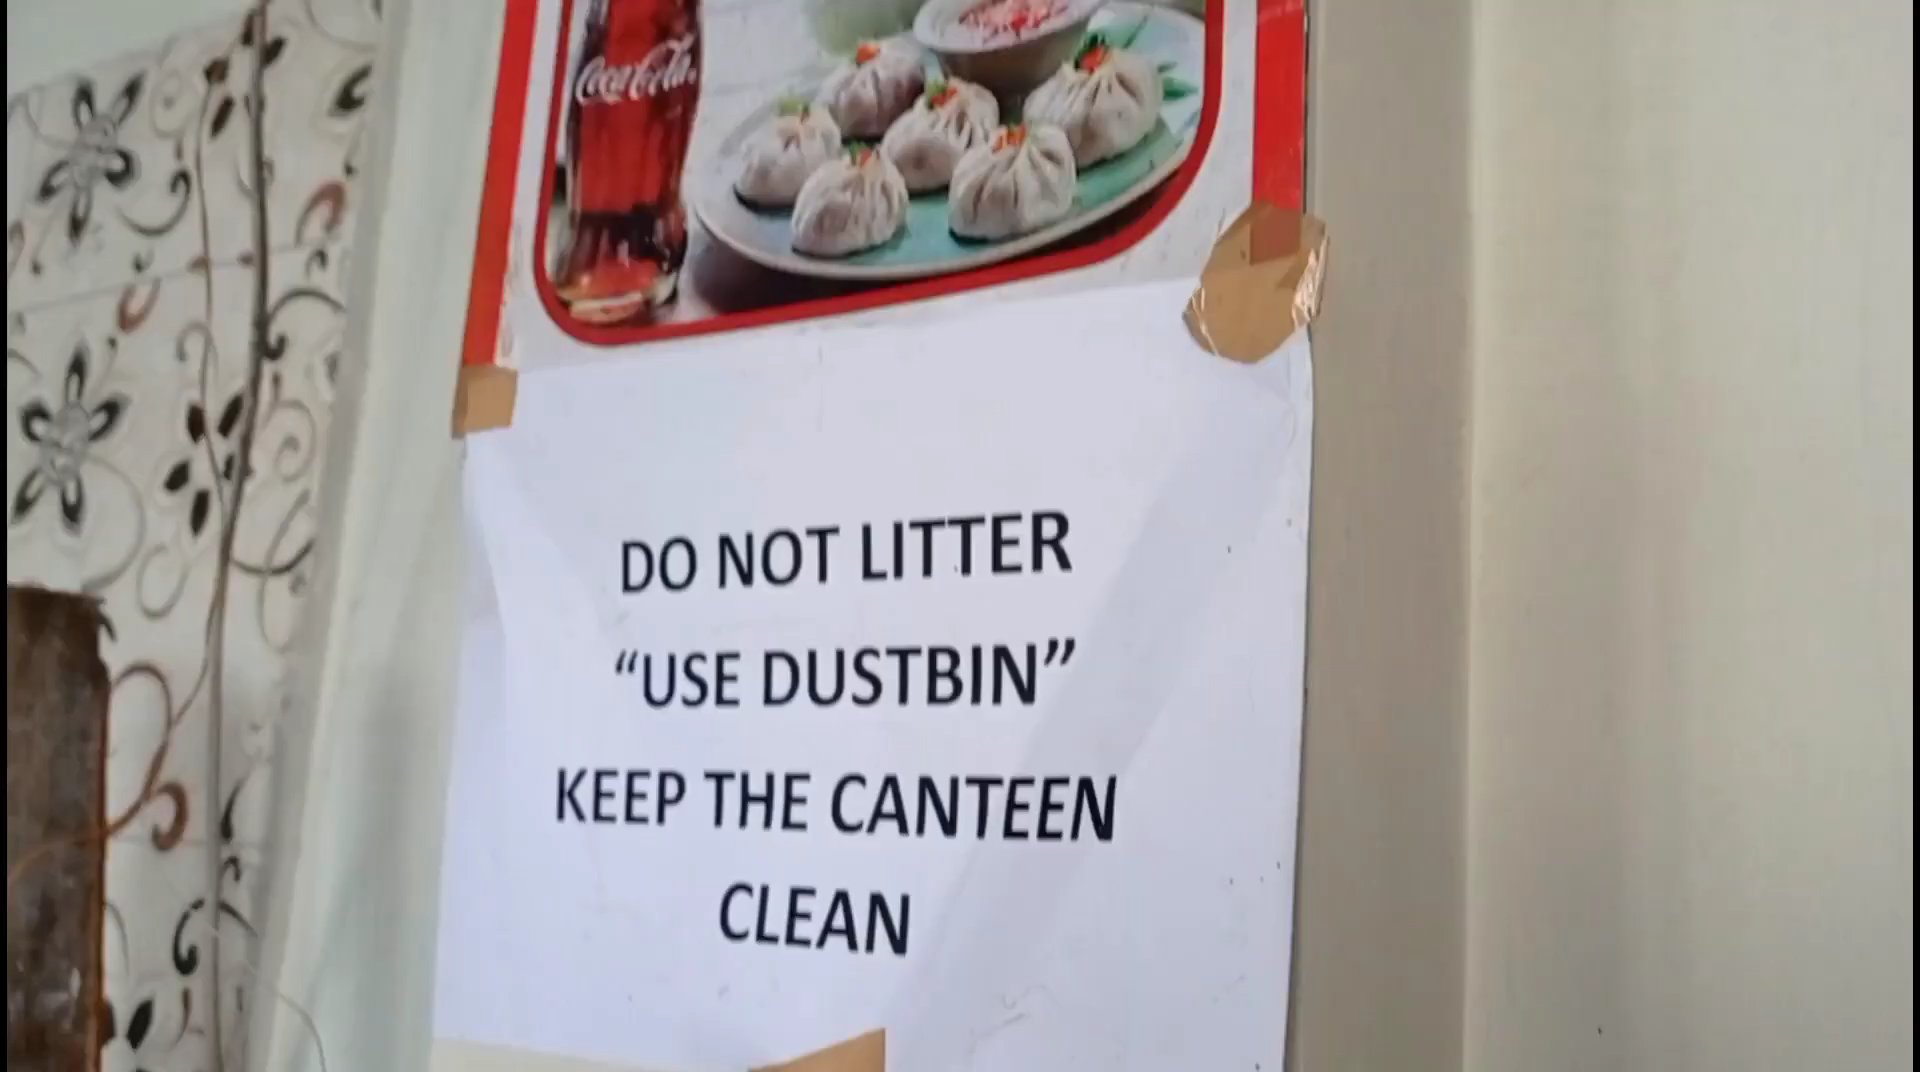 Coca-Cola
DO NOT LITTER
“USE DUSTBIN”
KEEP THE CANTEEN
CLEAN